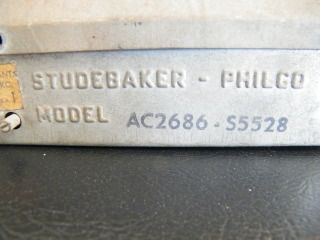 STUDEBAKER - PHILCO
MODEL AC2686-S5528